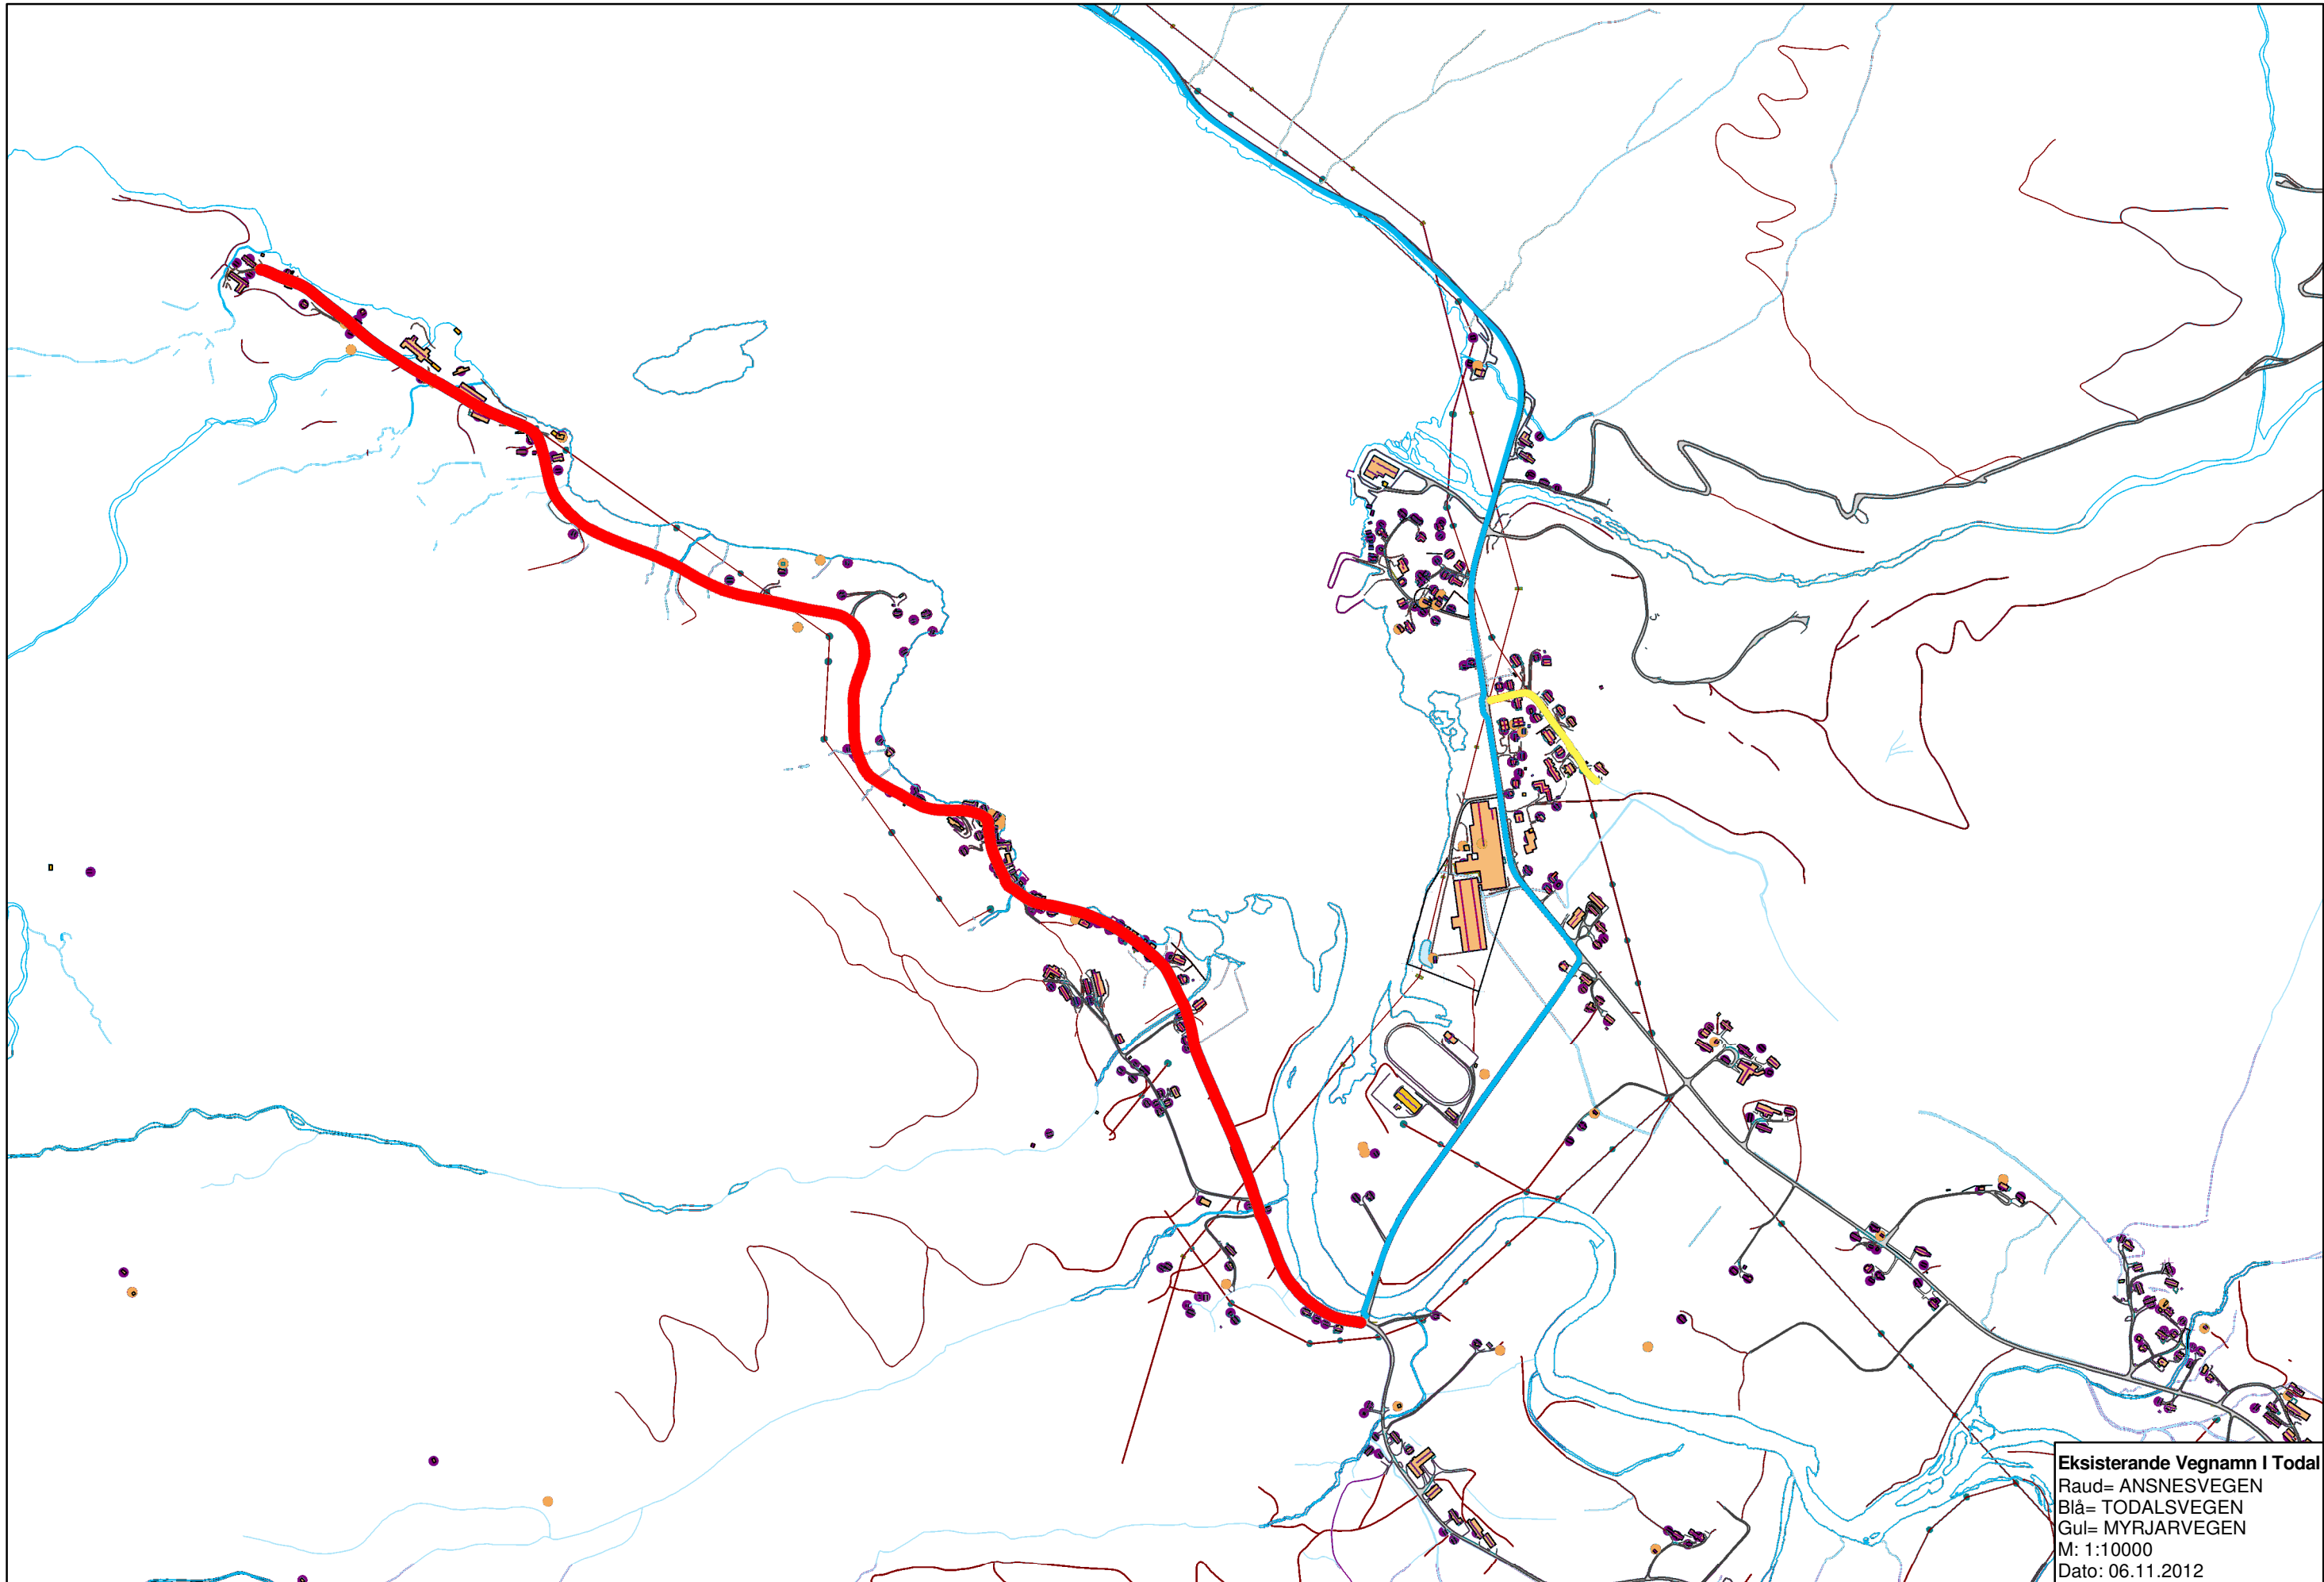 Eksisterande Vegnamn I Todal
Raud= ANSNESVEGEN
Blå= TODALSVEGEN
Gul= MYRJARVEGEN
M: 1:10000
Dato: 06.11.2012